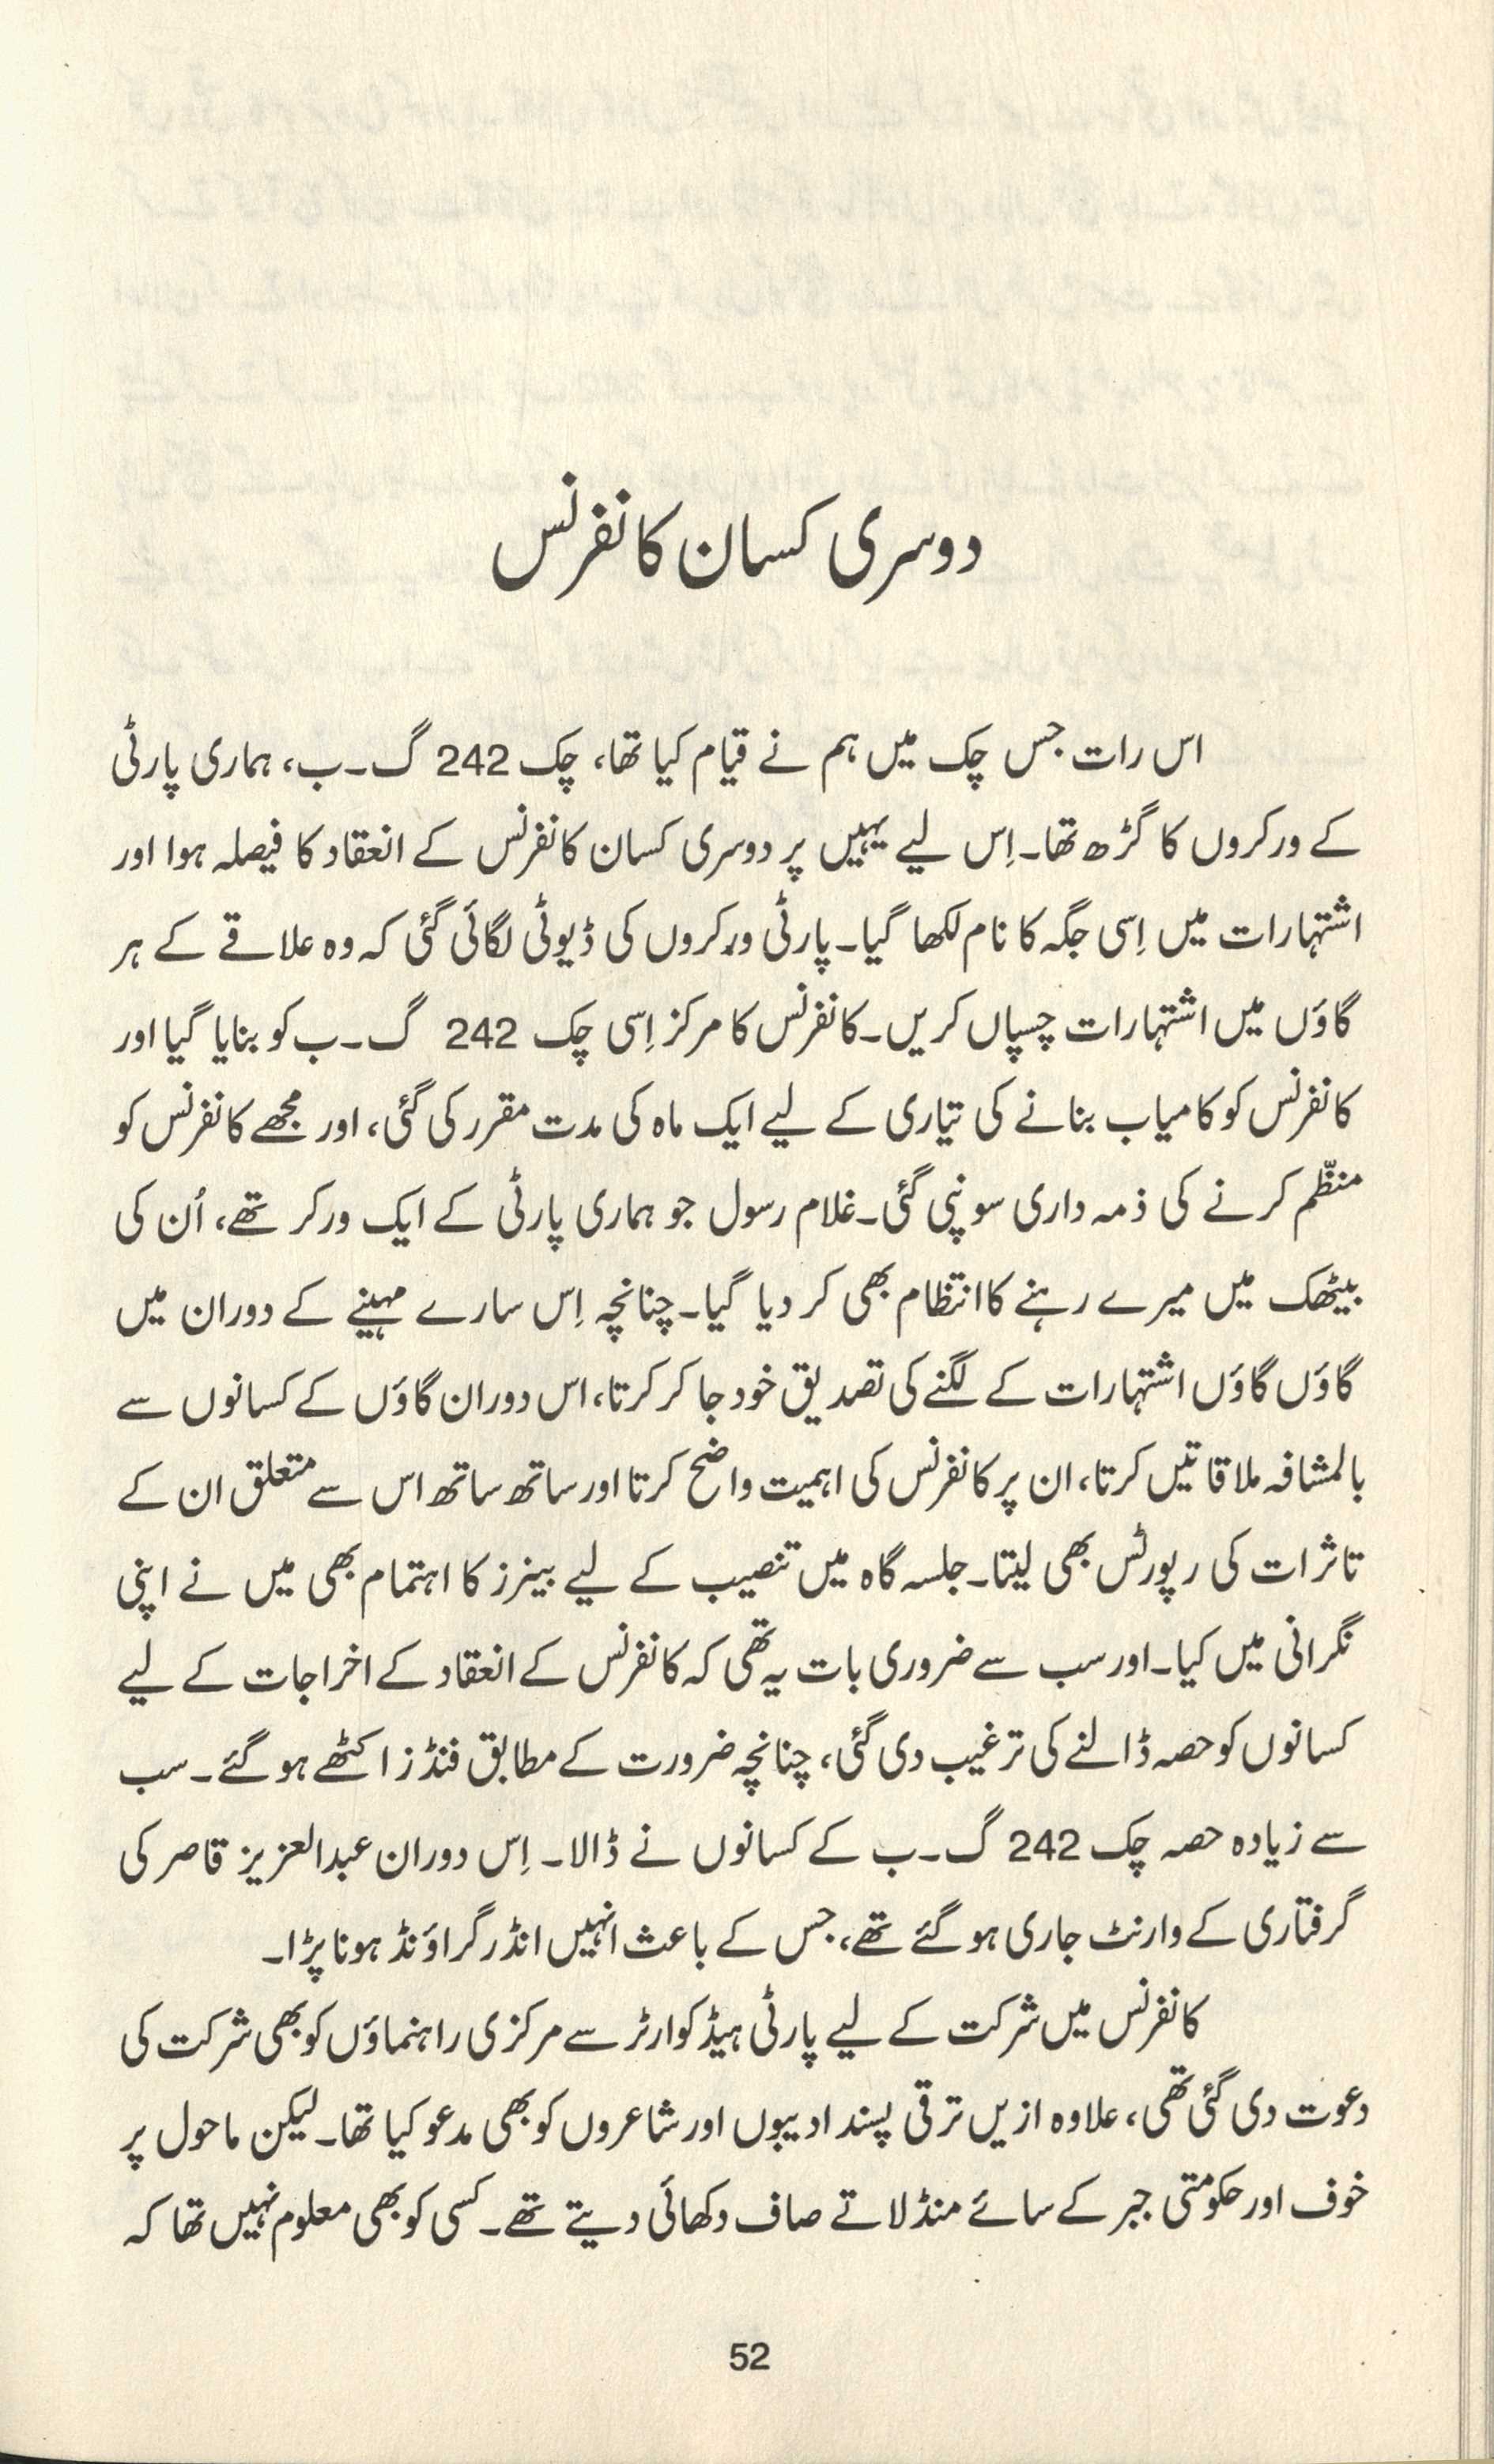 دوسری کسان کانفرنس
اس رات جس چک میں ہم نے قیام کیا تھا، چک 242 گ۔ب، ہماری پارٹی
کے ورکروں کا گڑھ تھا۔ اِس لیے یہیں پر دوسری کسان کانفرنس کے انعقاد کا فیصلہ ہوا اور
اشتہارات میں اِسی جگہ کا نام لکھا گیا۔ پارٹی ورکروں کی ڈیوٹی لگائی گئی کہ وہ علاقے کے ہر
گاؤں میں اشتہارات چسپاں کریں۔ کانفرنس کا مرکز اِسی چک 242 گ۔ب کو بنایا گیا اور
کانفرنس کو کامیاب بنانے کی تیاری کے لیے ایک ماہ کی مدت مقرر کی گئی، اور مجھے کانفرنس کو
منظّم کرنے کی ذمہ داری سونپی گئی۔ غلام رسول جو ہماری پارٹی کے ایک ورکر تھے، اُن کی
بیٹھک میں میرے رہنے کا انتظام بھی کر دیا گیا۔ چنانچہ اِس سارے مہینے کے دوران میں
گاؤں گاؤں اشتہارات کے لگنے کی تصدیق خود جا کر کرتا، اس دوران گاؤں کے کسانوں سے
بالمشافہ ملاقاتیں کرتا، ان پر کانفرنس کی اہمیت واضح کرتا اور ساتھ ساتھ اس سے متعلق ان کے
تاثرات کی رپورٹس بھی لیتا۔ جلسہ گاہ میں تنصیب کے لیے بینرز کا اہتمام بھی میں نے اپنی
نگرانی میں کیا۔ اور سب سے ضروری بات یہ تھی کہ کانفرنس کے انعقاد کے اخراجات کے لیے
کسانوں کو حصہ ڈالنے کی ترغیب دی گئی، چنانچہ ضرورت کے مطابق فنڈز اکٹھے ہو گئے۔ سب
سے زیادہ حصہ چک 242 گ۔ب کے کسانوں نے ڈالا۔ اِس دوران عبدالعزیز قاصر کی
گرفتاری کے وارنٹ جاری ہو گئے تھے، جس کے باعث انہیں انڈر گراؤنڈ ہونا پڑا۔
کانفرنس میں شرکت کے لیے پارٹی ہیڈ کوارٹر سے مرکزی راہنماؤں کو بھی شرکت کی
دعوت دی گئی تھی، علاوہ ازیں ترقی پسند ادیبوں اور شاعروں کو بھی مدعو کیا تھا۔ لیکن ماحول پر
خوف اور حکومتی جبر کے سائے منڈلاتے صاف دکھائی دیتے تھے۔ کسی کو بھی معلوم نہیں تھا کہ
52